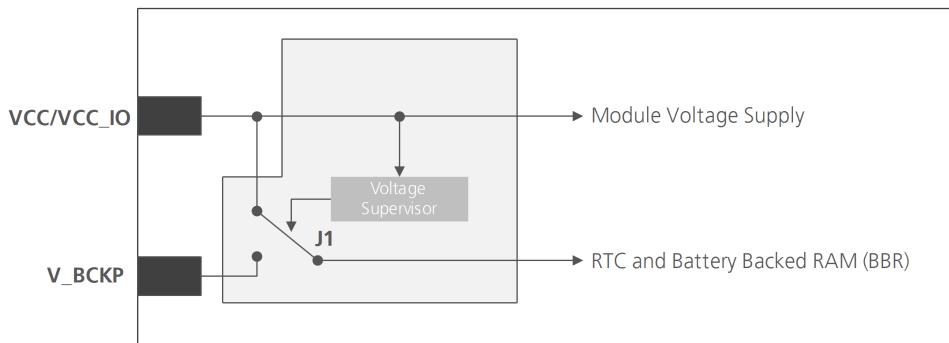 VCC/VCC_IO
Module Voltage Supply
Voltage
Supervisor
J1
V_BCKP
RTC and Battery Backed RAM (BBR)